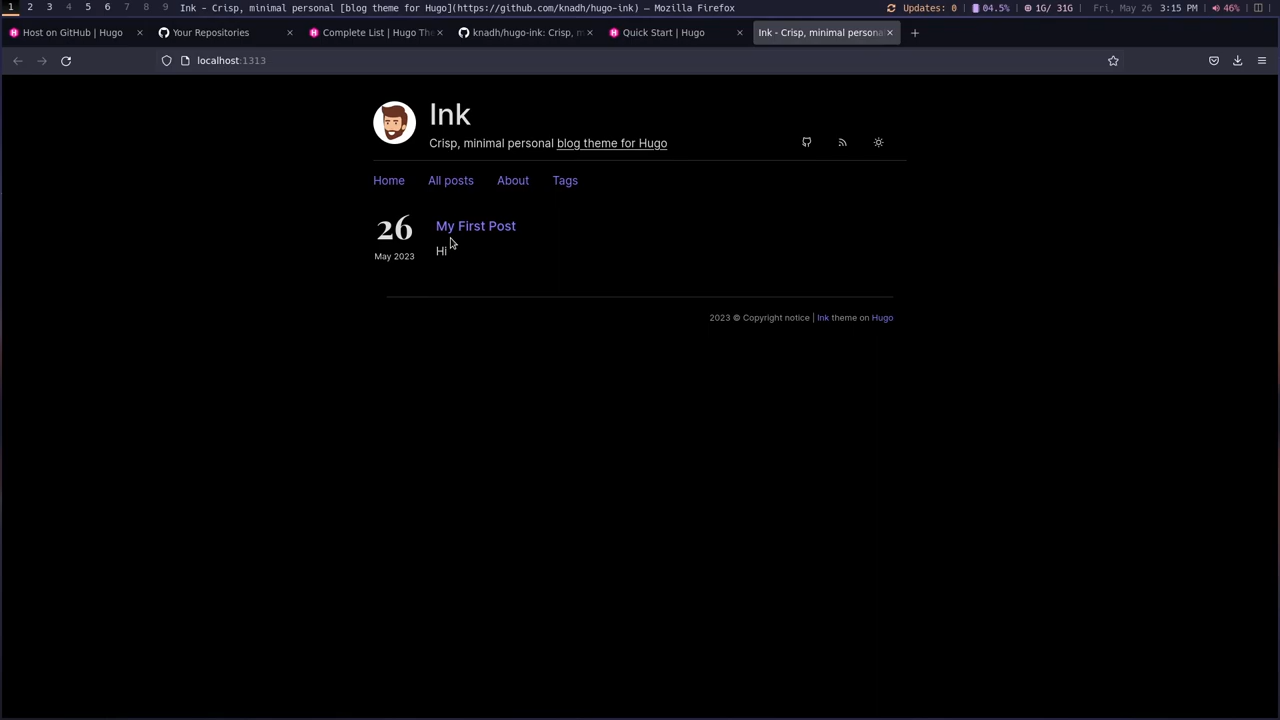 1 2 3 4 5 6 7 8 9 Ink - Crisp, minimal personal [blog theme for Hugo](https://github.com/knadh/hugo-ink) — Mozilla Firefox Updates: 0 | 04.5% | 1G/ 31G | Fri, May 26 3:15 PM | 46% |
Host on GitHub | Hugo Your Repositories Complete List | Hugo The knadh/hugo-ink: Crisp, m Quick Start | Hugo Ink - Crisp, minimal personal
localhost:1313
Ink
Crisp, minimal personal blog theme for Hugo
Home All posts About Tags
26 My First Post
Hi
May 2023
2023 © Copyright notice | Ink theme on Hugo